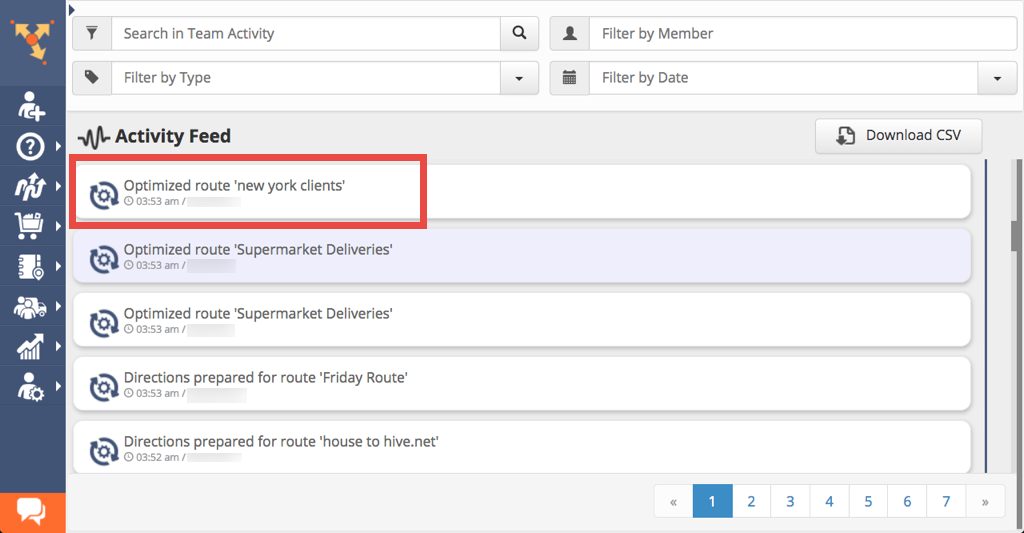 Search in Team Activity
Filter by Member
Filter by Type
Filter by Date
Activity Feed
Download CSV
Optimized route 'new york clients'
03:53 am /
Optimized route 'Supermarket Deliveries'
03:53 am /
Optimized route 'Supermarket Deliveries'
03:53 am /
Directions prepared for route 'Friday Route'
03:53 am /
Directions prepared for route 'house to hive.net'
03:52 am /
« 1 2 3 4 5 6 7 »